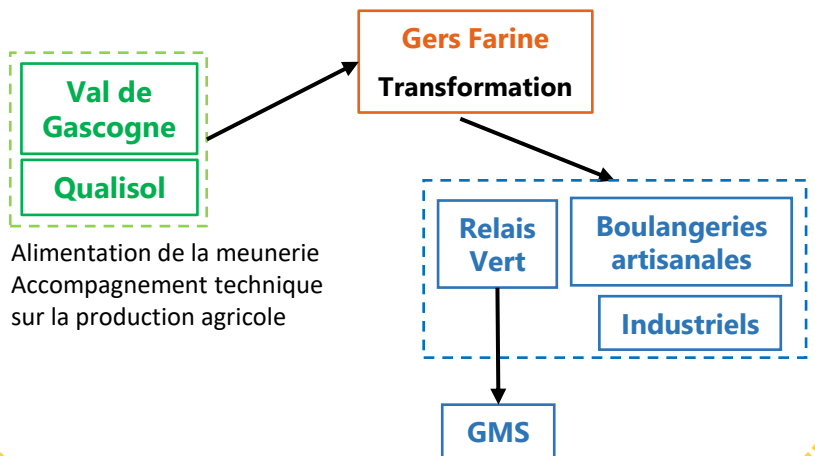 Gers Farine
Transformation
Val de
Gascogne
Qualisol
Alimentation de la meunerie
Accompagnement technique
sur la production agricole
Relais
Vert
Boulangeries
artisanales
Industriels
GMS